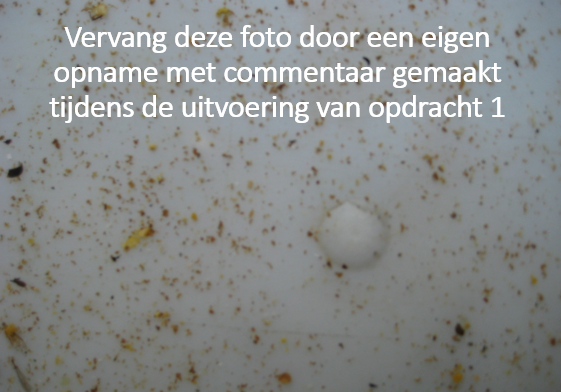 Vervang deze foto door een eigen
opname met commentaar gemaakt
tijdens de uitvoering van opdracht 1